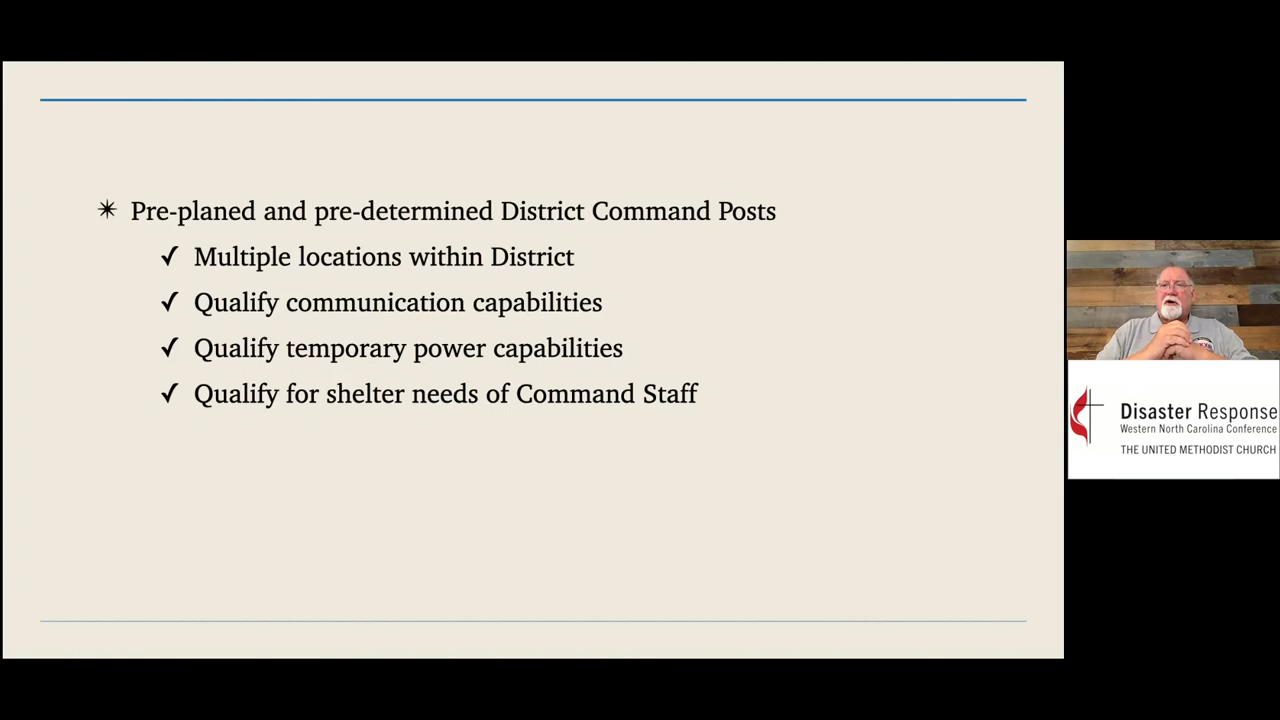 ✴ Pre-planed and pre-determined District Command Posts
✓ Multiple locations within District
✓ Qualify communication capabilities
✓ Qualify temporary power capabilities
✓ Qualify for shelter needs of Command Staff
Disaster Response
Western North Carolina Conference
THE UNITED METHODIST CHURCH